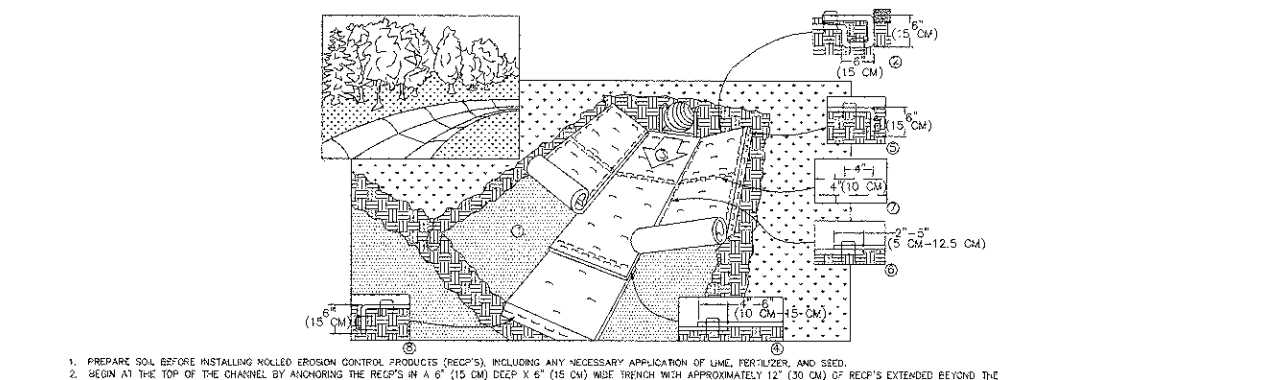 6"
(15 CM)
6"
(15 CM)
2
6"
(15 CM)
5
4"
4"(10 CM)
7
2"-5"
(5 CM-12.5 CM)
6
1
3
6"
(15 CM)
8
4"-6"
(10 CM-15 CM)
4
1. PREPARE SOIL BEFORE INSTALLING ROLLED EROSION CONTROL PRODUCTS (RECP'S), INCLUDING ANY NECESSARY APPLICATION OF LIME, FERTILIZER, AND SEED.
2. BEGIN AT THE TOP OF THE CHANNEL BY ANCHORING THE RECP'S IN A 6" (15 CM) DEEP X 6" (15 CM) WIDE TRENCH WITH APPROXIMATELY 12" (30 CM) OF RECP'S EXTENDED BEYOND THE